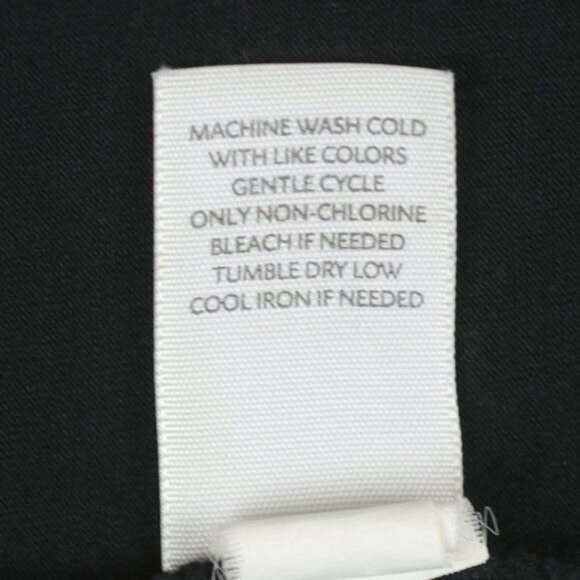 MACHINE WASH COLD
WITH LIKE COLORS
GENTLE CYCLE
ONLY NON-CHLORINE
BLEACH IF NEEDED
TUMBLE DRY LOW
COOL IRON IF NEEDED